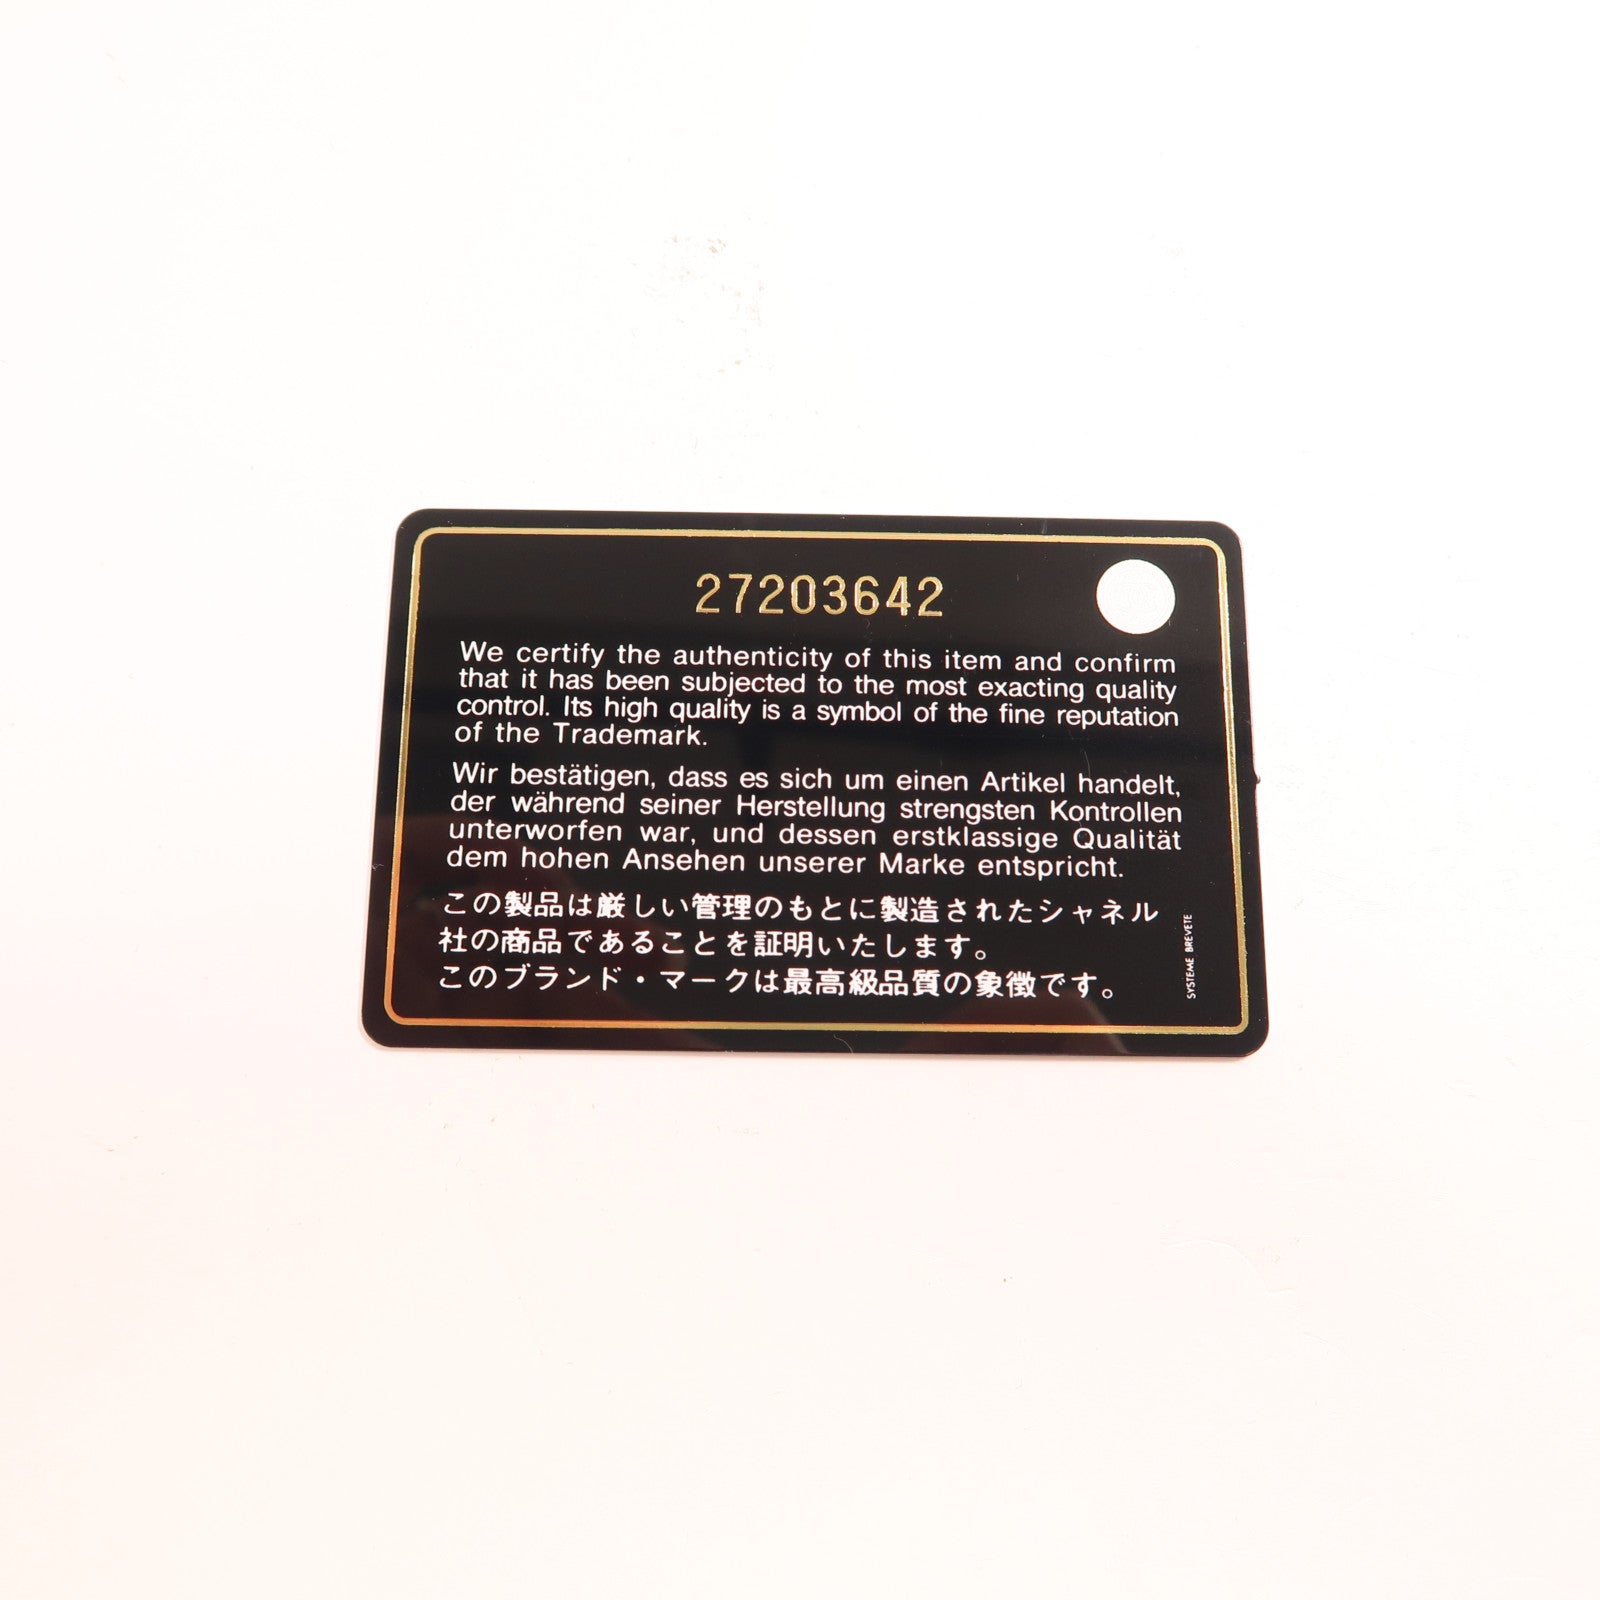 27203642
We certify the authenticity of this item and confirm
that it has been subjected to the most exacting quality
control. Its high quality is a symbol of the fine reputation
of the Trademark.
Wir bestätigen, dass es sich um einen Artikel handelt,
der während seiner Herstellung strengsten Kontrollen
unterworfen war, und dessen erstklassige Qualität
dem hohen Ansehen unserer Marke entspricht.
この製品は厳しい管理のもとに製造されたシャネル
社の商品であることを証明いたします。
このブランド・マークは最高級品質の象徴です。
SYSTEME BREVETE